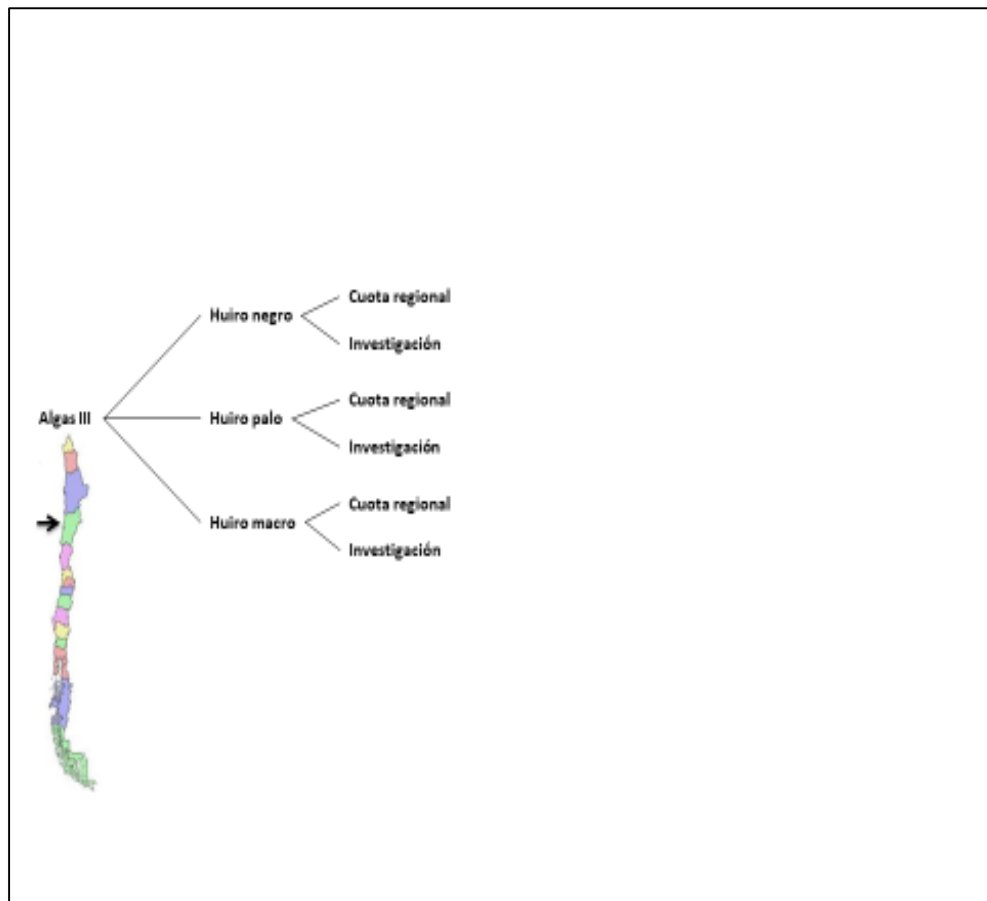 Cuota regional
Huiro negro
Investigación
Cuota regional
Algas III
Huiro palo
Investigación
Cuota regional
Huiro macro
Investigación